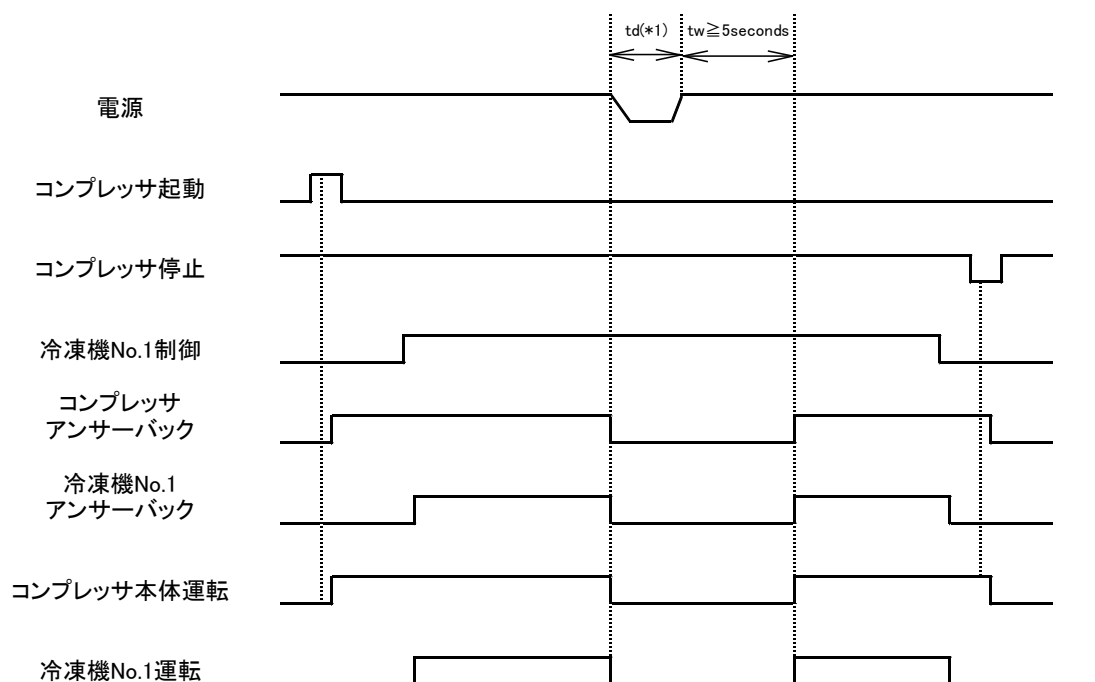 td(*1) tw≧5seconds
電源
コンプレッサ起動
コンプレッサ停止
冷凍機No.1制御
コンプレッサ
アンサーバック
冷凍機No.1
アンサーバック
コンプレッサ本体運転
冷凍機No.1運転